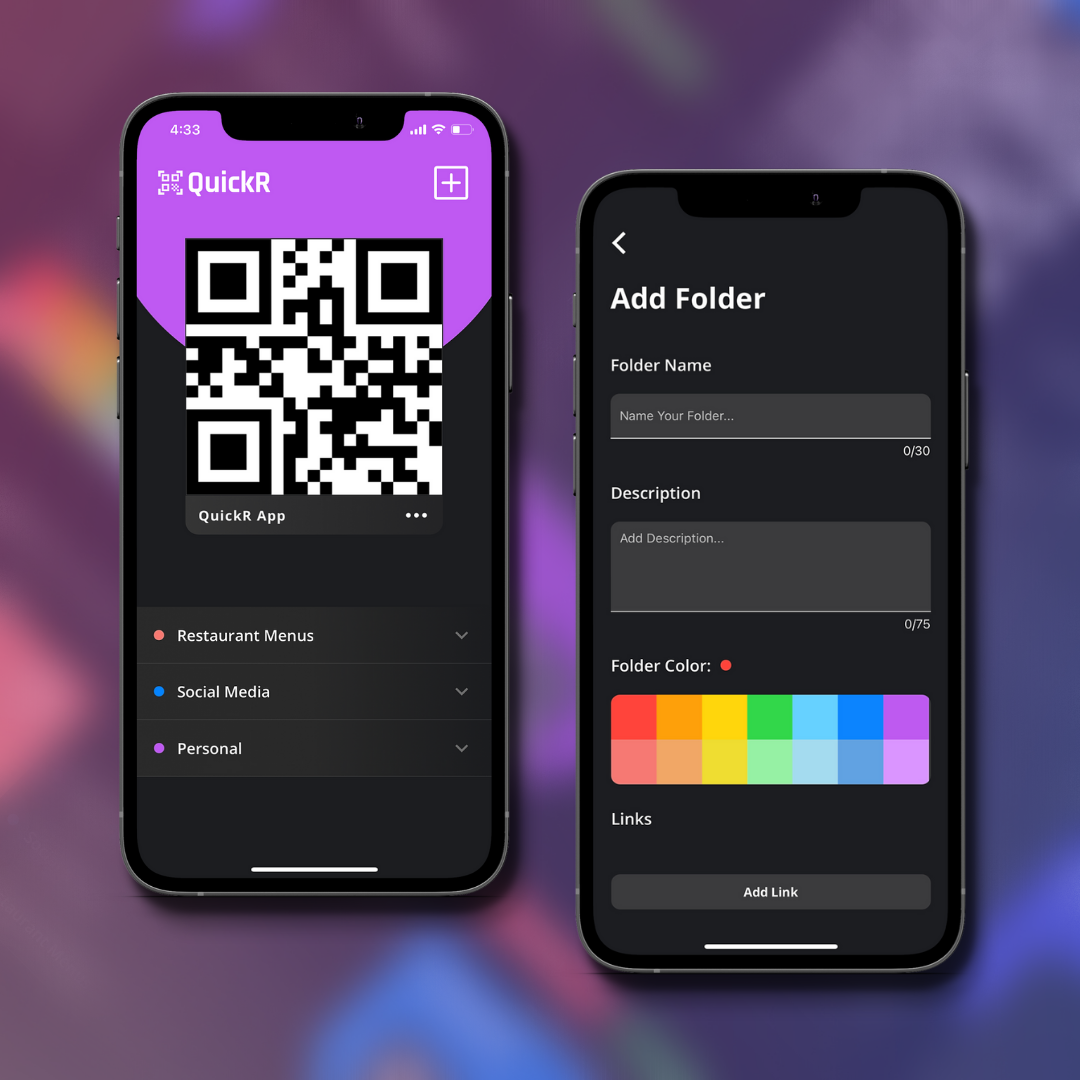 4:33
QuickR
QuickR App
Restaurant Menus
Social Media
Personal
Add Folder
Folder Name
Name Your Folder...
0/30
Description
Add Description...
0/75
Folder Color:
Links
Add Link